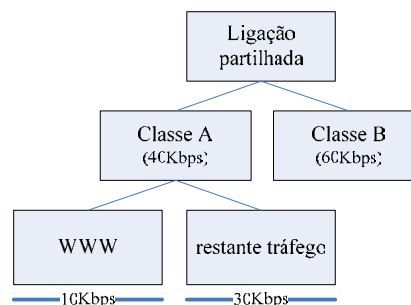 Ligação
partilhada
Classe A
(40Kbps)
Classe B
(60Kbps)
WWW
restante tráfego
10Kbps
30Kbps